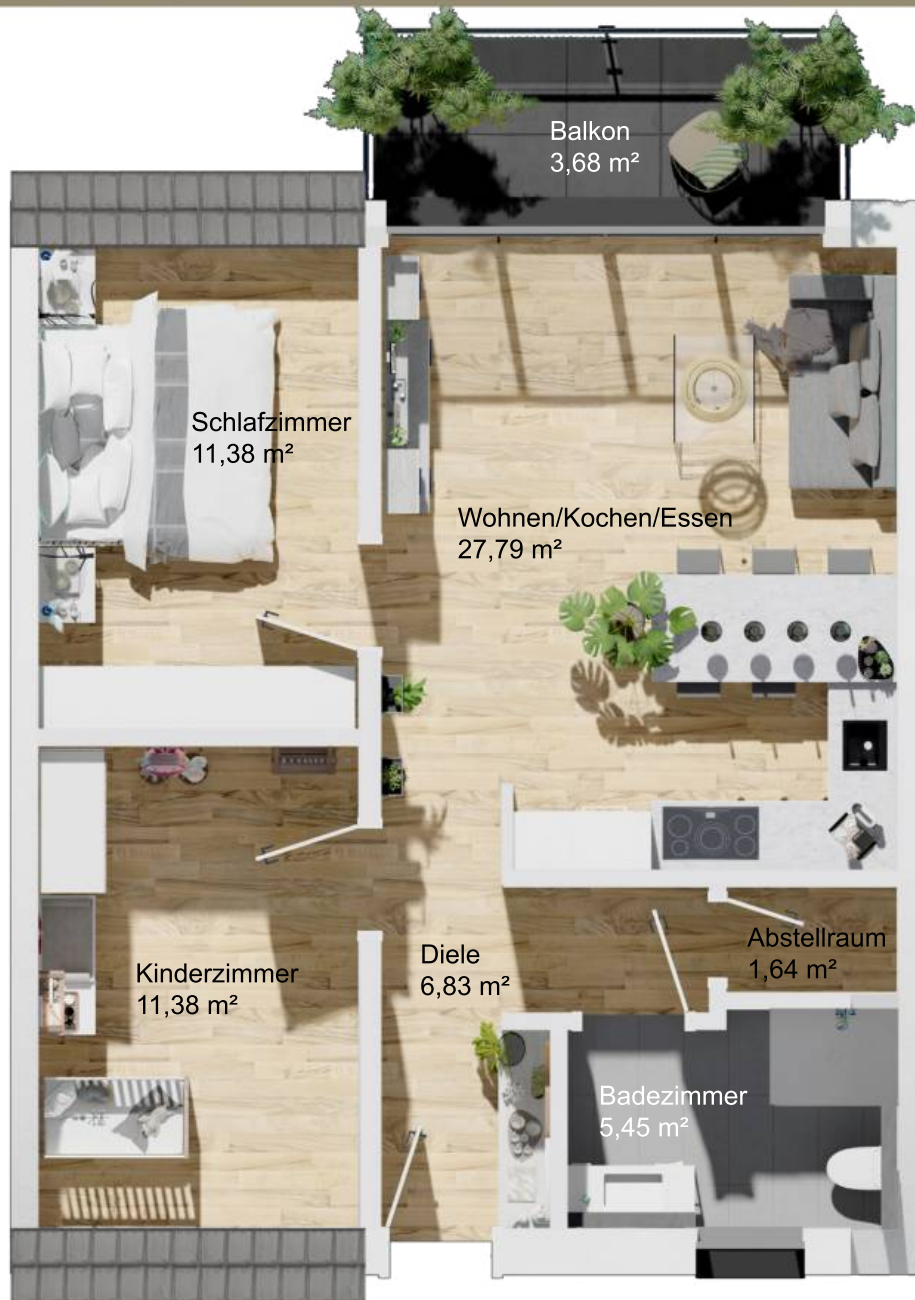 Balkon
3,68 m²
Schlafzimmer
11,38 m²
Wohnen/Kochen/Essen
27,79 m²
Diele
6,83 m²
Abstellraum
1,64 m²
Kinderzimmer
11,38 m²
Badezimmer
5,45 m²